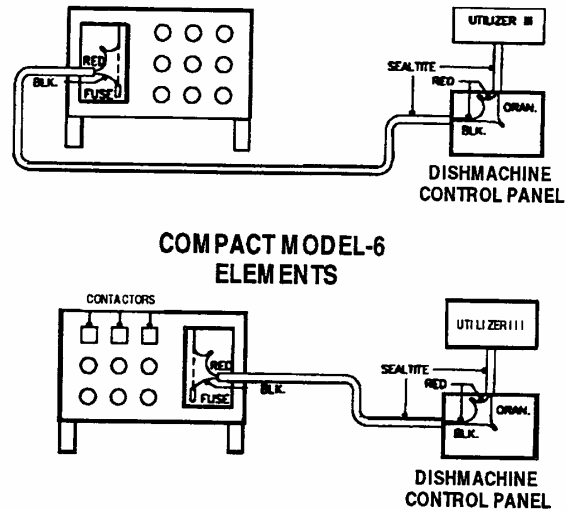 UTILIZER III
SEALTITE
RED
RED
BLK.
FUSE
ORAN.
BLK.
DISHMACHINE
CONTROL PANEL
COMPACT MODEL-6
ELEMENTS
CONTACTORS
UTILIZER III
RED
SEALTITE
RED
BLK.
FUSE
ORAN.
BLK.
DISHMACHINE
CONTROL PANEL